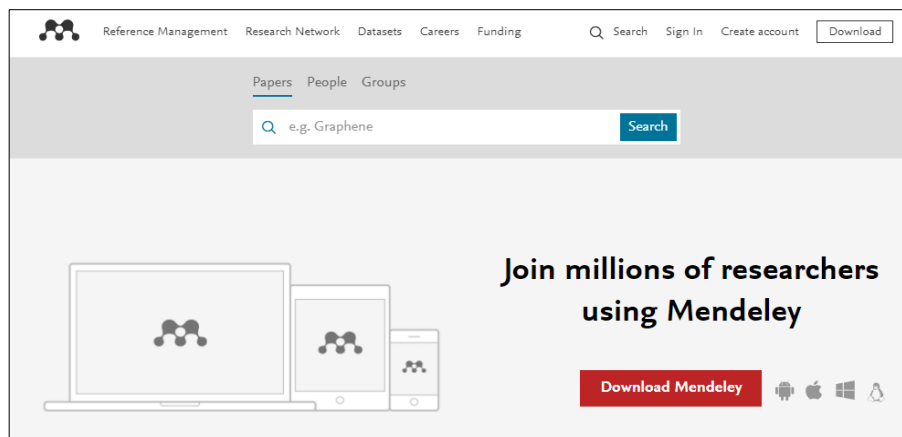 Reference Management Research Network Datasets Careers Funding Search Sign In Create account Download
Papers People Groups
e.g. Graphene Search
Join millions of researchers
using Mendeley
Download Mendeley